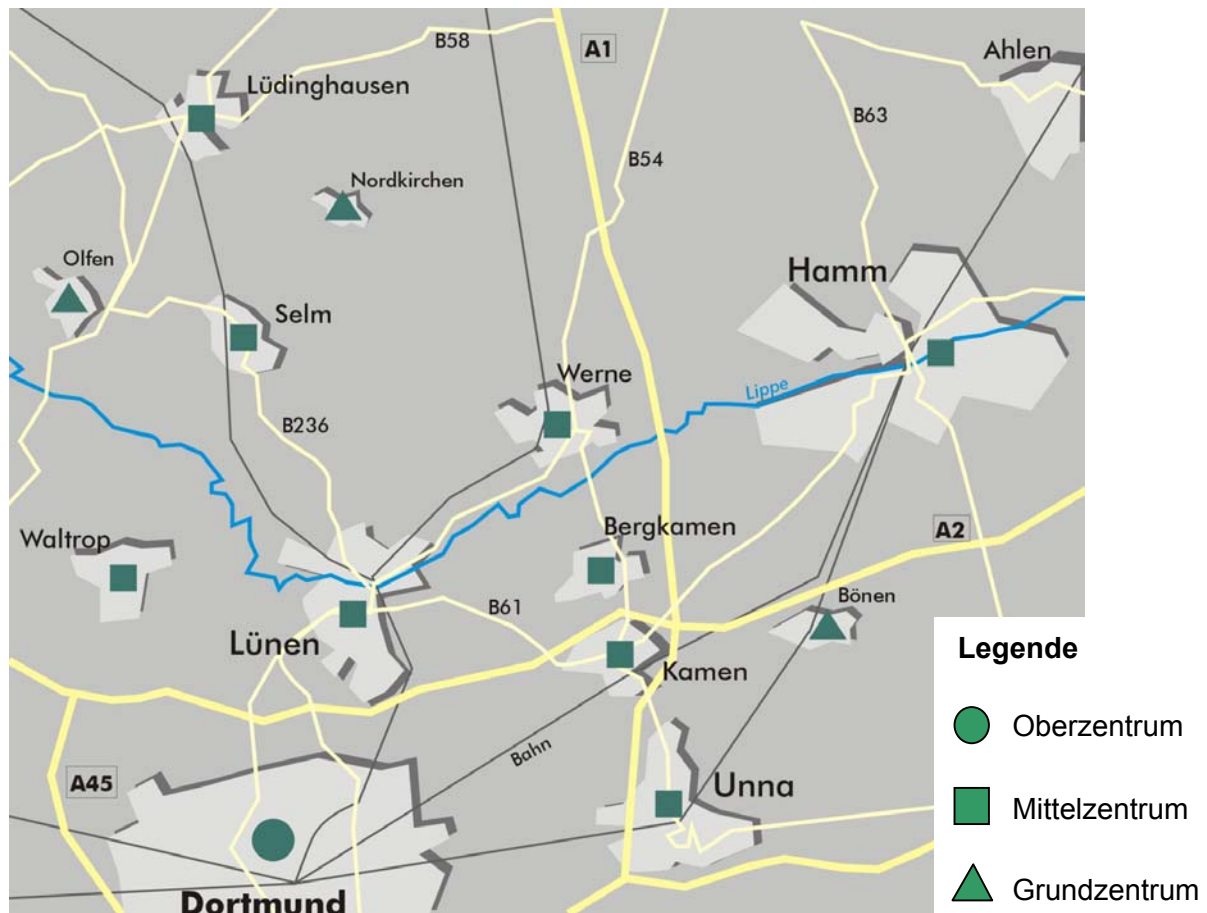 B58
A1
Ahlen
Lüdinghausen
B63
B54
Nordkirchen
Olfen
Hamm
Selm
Werne
Lippe
B236
Bergkamen
A2
Waltrop
Bönen
B61
Lünen
Kamen
Bahn
A45
Unna
Dortmund
Legende
Oberzentrum
Mittelzentrum
Grundzentrum